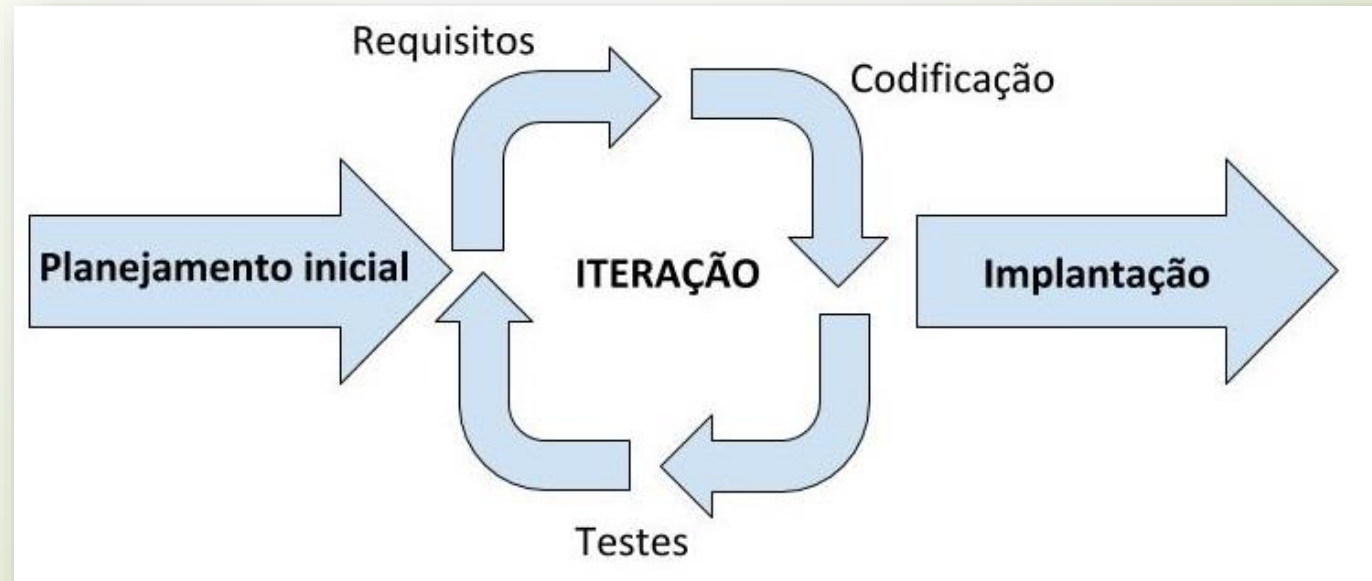 Requisitos
Codificação
Planejamento inicial
ITERAÇÃO
Implantação
Testes